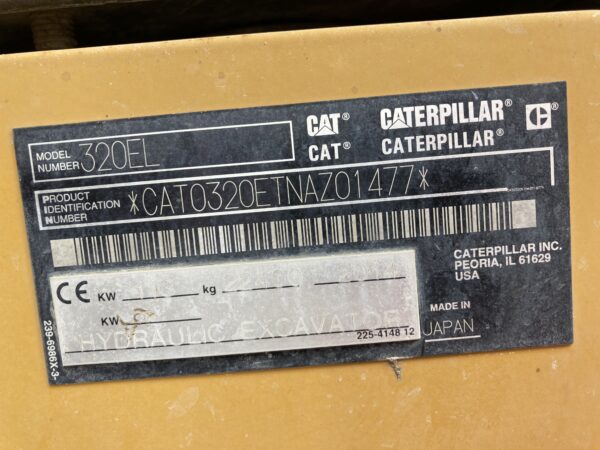 CAT® CATERPILLAR®
CAT® CATERPILLAR®
MODEL NUMBER 320EL
PRODUCT IDENTIFICATION NUMBER *CAT0320ETNAZ01477*
CATERPILLAR INC.
PEORIA, IL 61629
USA
CE KW kg
KW
HYDRAULIC EXCAVATOR
225-4148 12
MADE IN
JAPAN
239-6986X-3